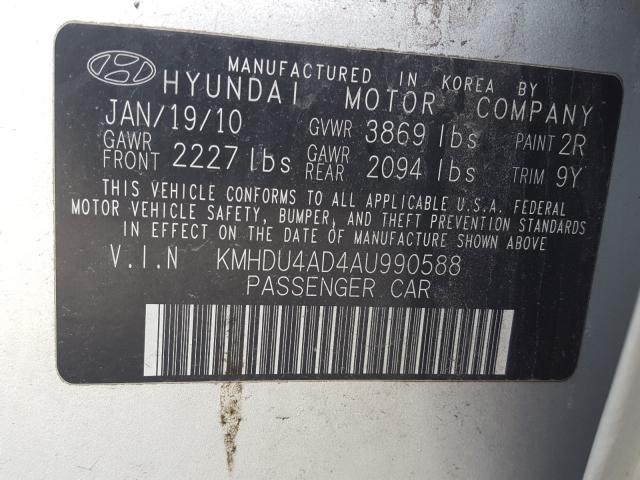 MANUFACTURED IN KOREA BY
HYUNDAI MOTOR COMPANY
JAN/19/10 GVWR 3869 lbs PAINT 2R
GAWR FRONT 2227 lbs GAWR REAR 2094 lbs TRIM 9Y
THIS VEHICLE CONFORMS TO ALL APPLICABLE U.S.A. FEDERAL
MOTOR VEHICLE SAFETY, BUMPER, AND THEFT PREVENTION STANDARDS
IN EFFECT ON THE DATE OF MANUFACTURE SHOWN ABOVE
V.I.N KMHDU4AD4AU990588
PASSENGER CAR